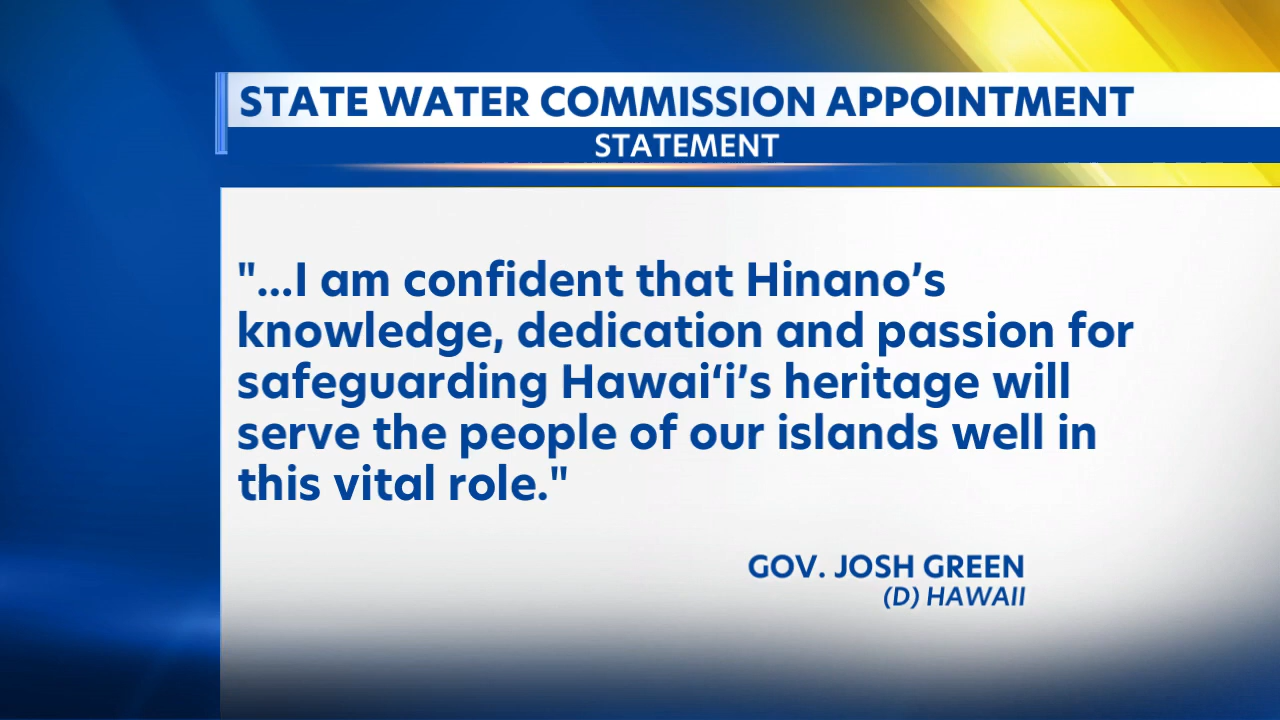 STATE WATER COMMISSION APPOINTMENT
STATEMENT
"...I am confident that Hinano’s
knowledge, dedication and passion for
safeguarding Hawai‘i’s heritage will
serve the people of our islands well in
this vital role."
GOV. JOSH GREEN
(D) HAWAII